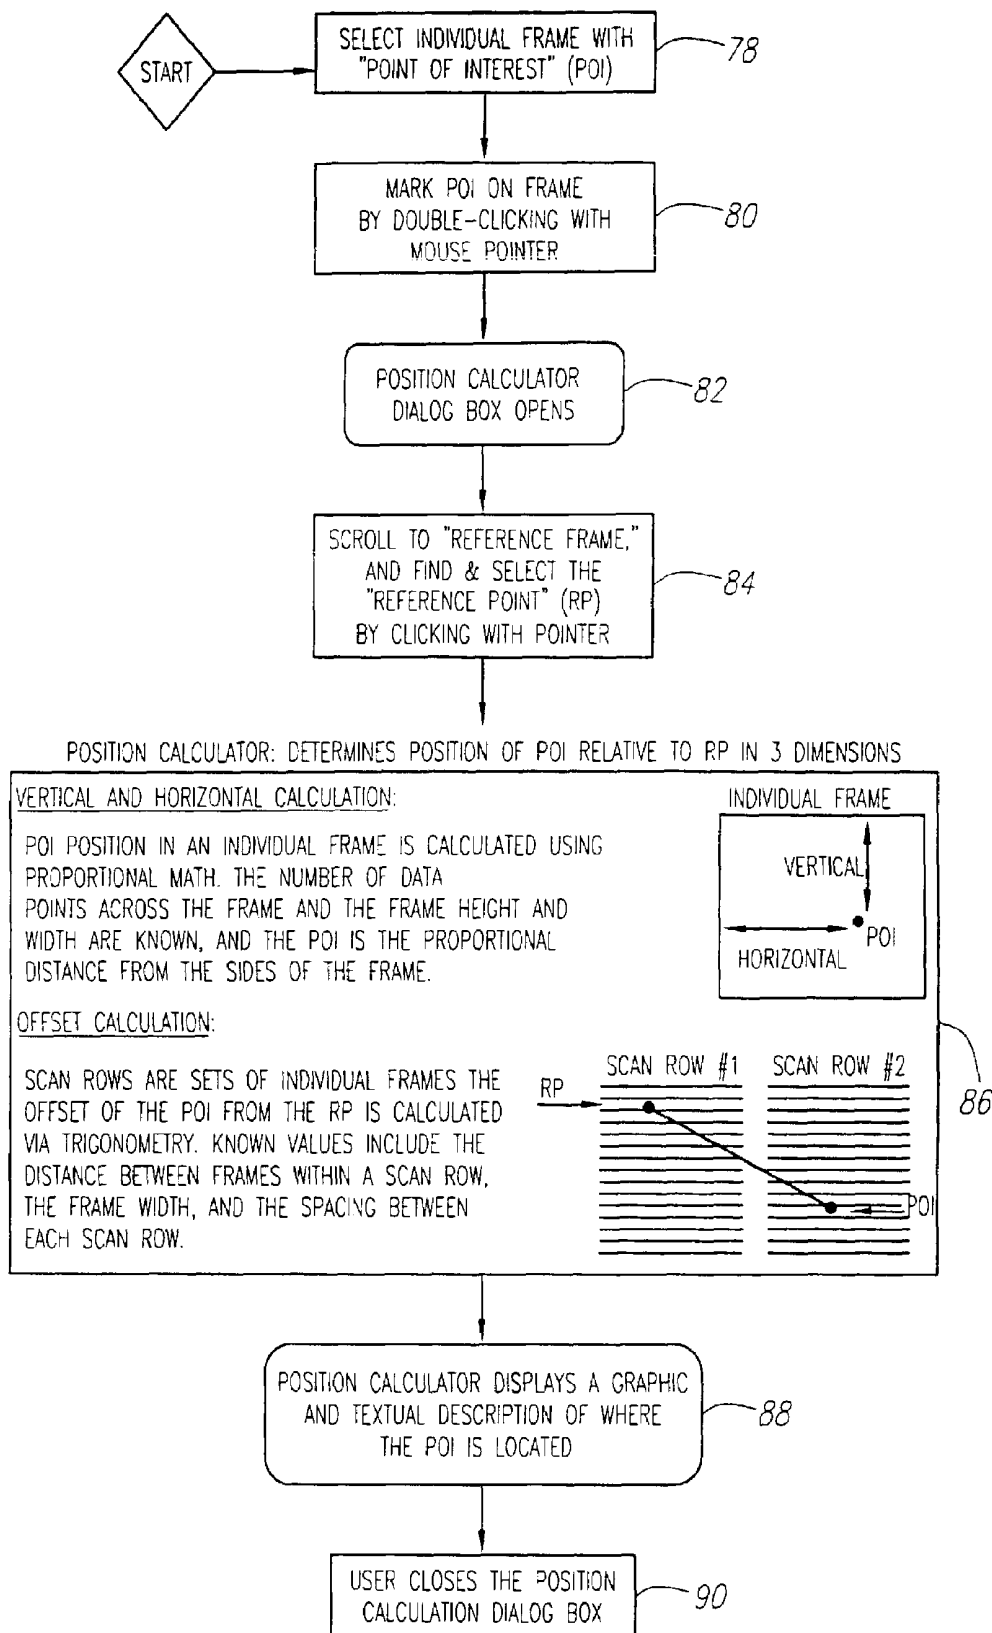 START
SELECT INDIVIDUAL FRAME WITH
"POINT OF INTEREST" (POI)
78
MARK POI ON FRAME
BY DOUBLE-CLICKING WITH
MOUSE POINTER
80
POSITION CALCULATOR
DIALOG BOX OPENS
82
SCROLL TO "REFERENCE FRAME,"
AND FIND & SELECT THE
"REFERENCE POINT" (RP)
BY CLICKING WITH POINTER
84
POSITION CALCULATOR: DETERMINES POSITION OF POI RELATIVE TO RP IN 3 DIMENSIONS
VERTICAL AND HORIZONTAL CALCULATION:
POI POSITION IN AN INDIVIDUAL FRAME IS CALCULATED USING
PROPORTIONAL MATH. THE NUMBER OF DATA
POINTS ACROSS THE FRAME AND THE FRAME HEIGHT AND
WIDTH ARE KNOWN, AND THE POI IS THE PROPORTIONAL
DISTANCE FROM THE SIDES OF THE FRAME.
INDIVIDUAL FRAME
VERTICAL
POI
HORIZONTAL
OFFSET CALCULATION:
SCAN ROWS ARE SETS OF INDIVIDUAL FRAMES THE
OFFSET OF THE POI FROM THE RP IS CALCULATED
VIA TRIGONOMETRY. KNOWN VALUES INCLUDE THE
DISTANCE BETWEEN FRAMES WITHIN A SCAN ROW,
THE FRAME WIDTH, AND THE SPACING BETWEEN
EACH SCAN ROW.
SCAN ROW #1
SCAN ROW #2
RP
POI
86
POSITION CALCULATOR DISPLAYS A GRAPHIC
AND TEXTUAL DESCRIPTION OF WHERE
THE POI IS LOCATED
88
USER CLOSES THE POSITION
CALCULATION DIALOG BOX
90